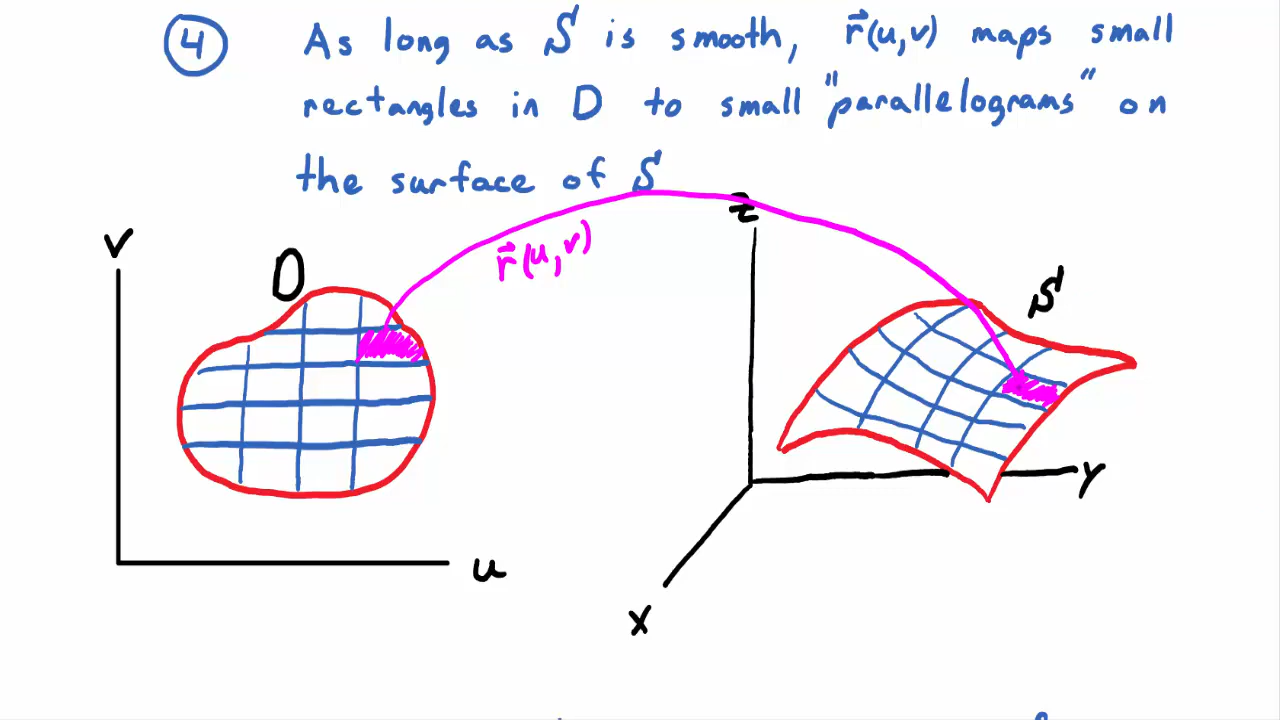 ④ As long as S is smooth, r⃗(u,v) maps small
rectangles in D to small "parallelograms" on
the surface of S
z
v
r⃗(u,v)
D
S
y
u
x